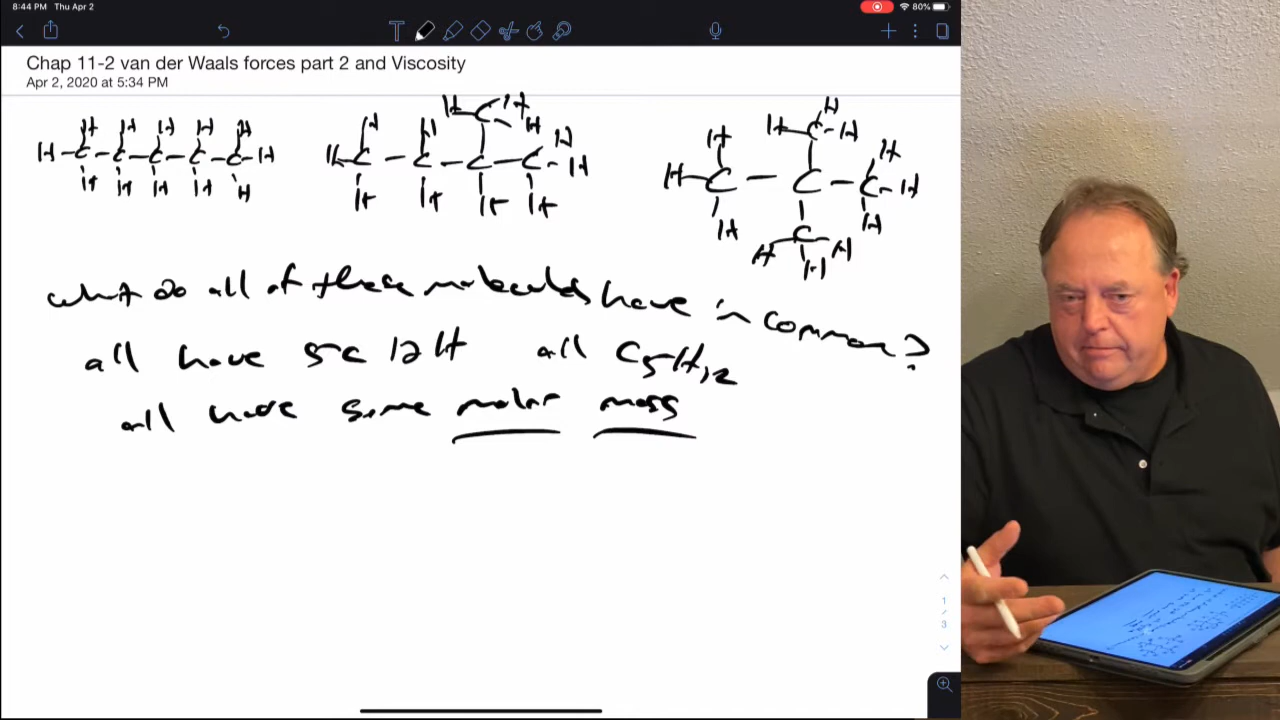 8:44 PM Thu Apr 2
80%
T
Chap 11-2 van der Waals forces part 2 and Viscosity
Apr 2, 2020 at 5:34 PM
H H H H H
H-C-C-C-C-C-H
H H H H H
H-C H H
H H H
H C-C-C-C H
H H H H
H
H-C-H
H H
H-C-C-C-H
H H
H C H
H
what do all of these molecules have in common?
all have 5C 12H all C5H12
all have same molar mass
1
/
3